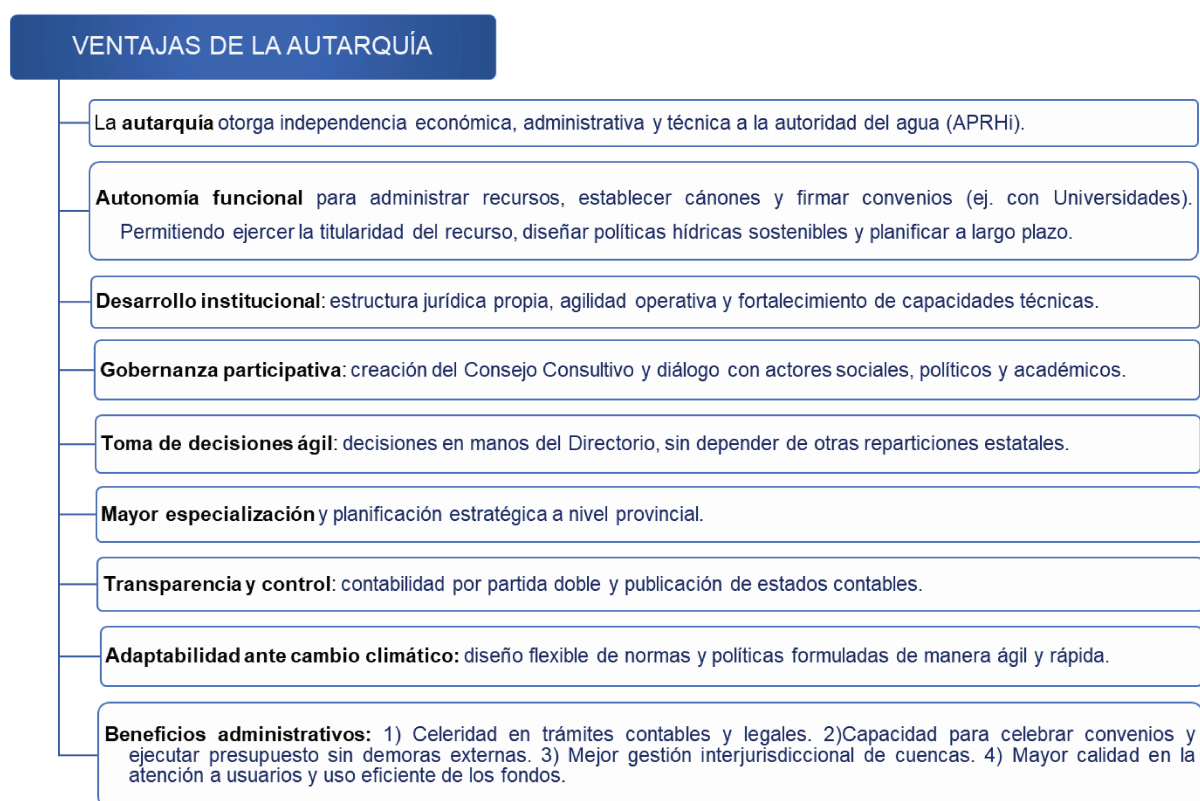 VENTAJAS DE LA AUTARQUÍA
La autarquía otorga independencia económica, administrativa y técnica a la autoridad del agua (APRHi).
Autonomía funcional para administrar recursos, establecer cánones y firmar convenios (ej. con Universidades).
Permitiendo ejercer la titularidad del recurso, diseñar políticas hídricas sostenibles y planificar a largo plazo.
Desarrollo institucional: estructura jurídica propia, agilidad operativa y fortalecimiento de capacidades técnicas.
Gobernanza participativa: creación del Consejo Consultivo y diálogo con actores sociales, políticos y académicos.
Toma de decisiones ágil: decisiones en manos del Directorio, sin depender de otras reparticiones estatales.
Mayor especialización y planificación estratégica a nivel provincial.
Transparencia y control: contabilidad por partida doble y publicación de estados contables.
Adaptabilidad ante cambio climático: diseño flexible de normas y políticas formuladas de manera ágil y rápida.
Beneficios administrativos: 1) Celeridad en trámites contables y legales. 2)Capacidad para celebrar convenios y
ejecutar presupuesto sin demoras externas. 3) Mejor gestión interjurisdiccional de cuencas. 4) Mayor calidad en la
atención a usuarios y uso eficiente de los fondos.